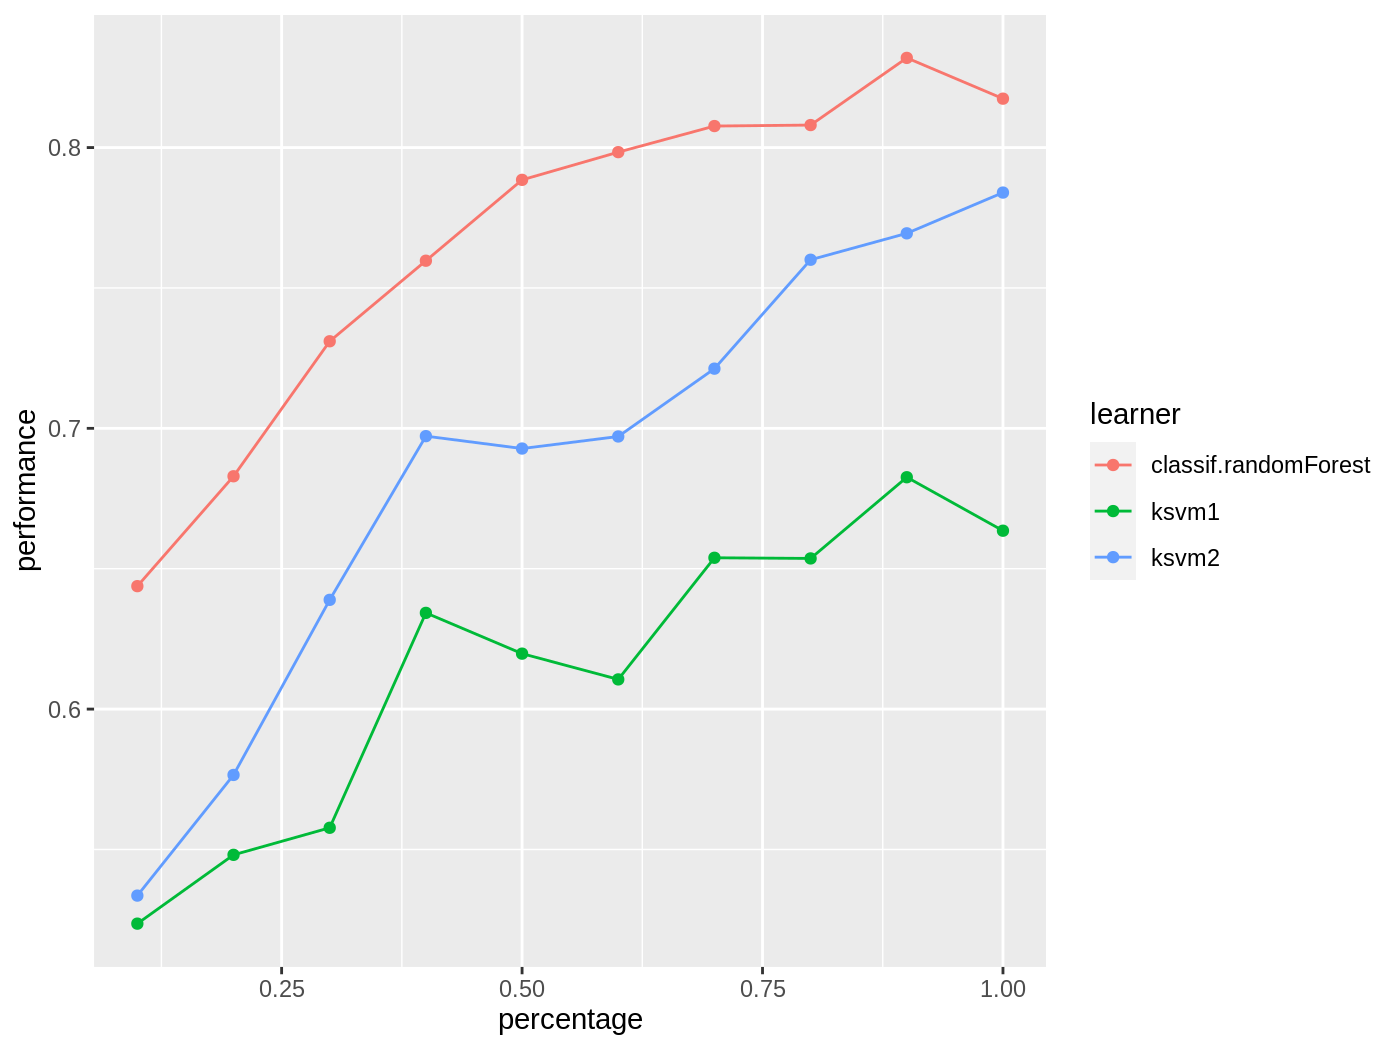 performance
0.8
0.7
0.6
0.25 0.50 0.75 1.00
percentage
learner
classif.randomForest
ksvm1
ksvm2